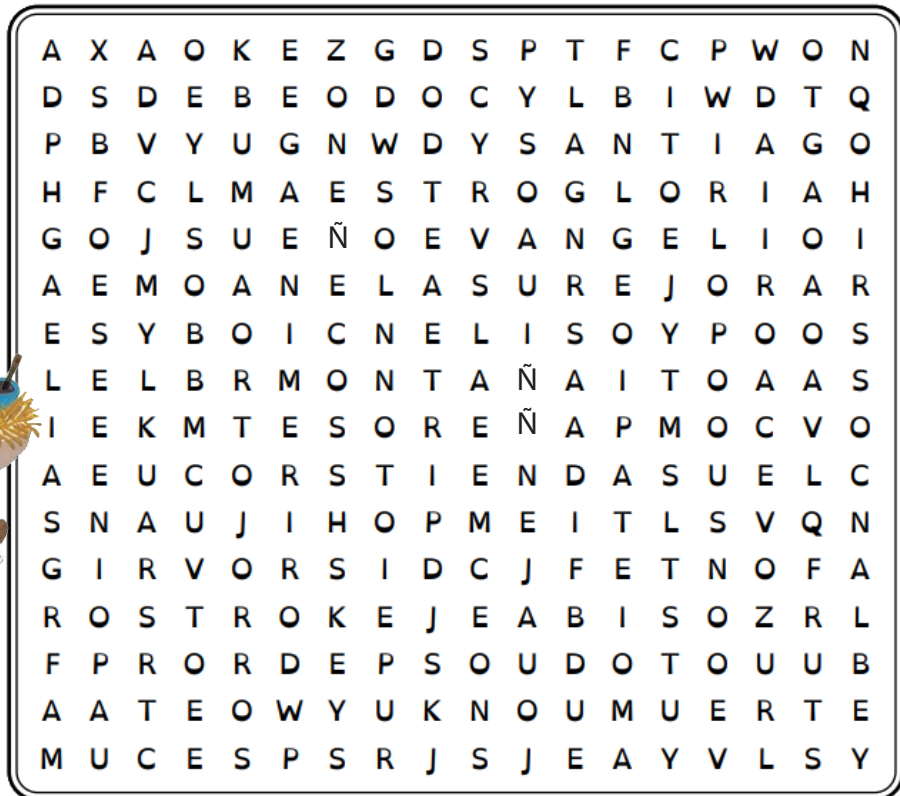 A X A O K E Z G D S P T F C P W O N
D S D E B E O D O C Y L B I W D T Q
P B V Y U G N W D Y S A N T I A G O
H F C L M A E S T R O G L O R I A H
G O J S U E Ñ O E V A N G E L I O I
A E M O A N E L A S U R E J O R A R
E S Y B O I C N E L I S O Y P O O S
L E L B R M O N T A Ñ A I T O A A S
I E K M T E S O R E Ñ A P M O C V O
A E U C O R S T I E N D A S U E L C
S N A U J I H O P M E I T L S V Q N
G I R V O R S I D C J F E T N O F A
R O S T R O K E J E A B I S O Z R L
F P R O R D E P S O U D O T O U U B
A A T E O W Y U K N O U M U E R T E
M U C E S P S R J S J E A Y V L S Y